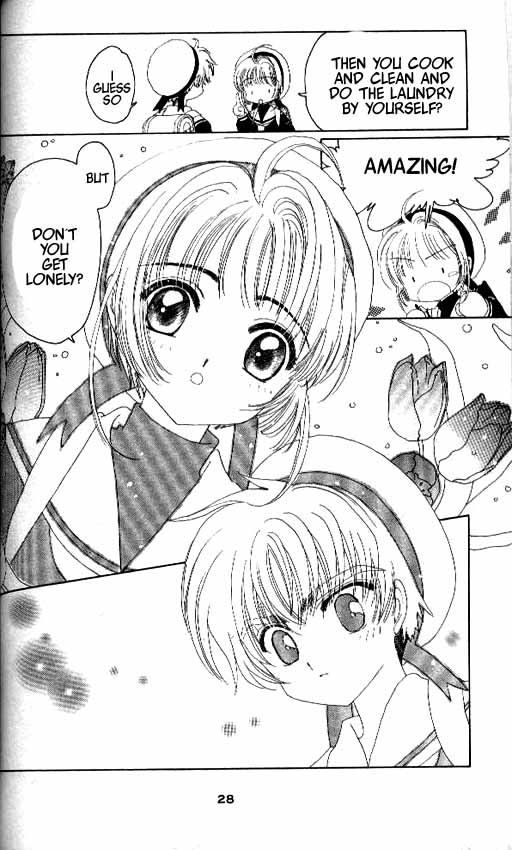 THEN YOU COOK
AND CLEAN AND
DO THE LAUNDRY
BY YOURSELF?
I
GUESS
SO
AMAZING!
BUT
DON'T
YOU
GET
LONELY?
28